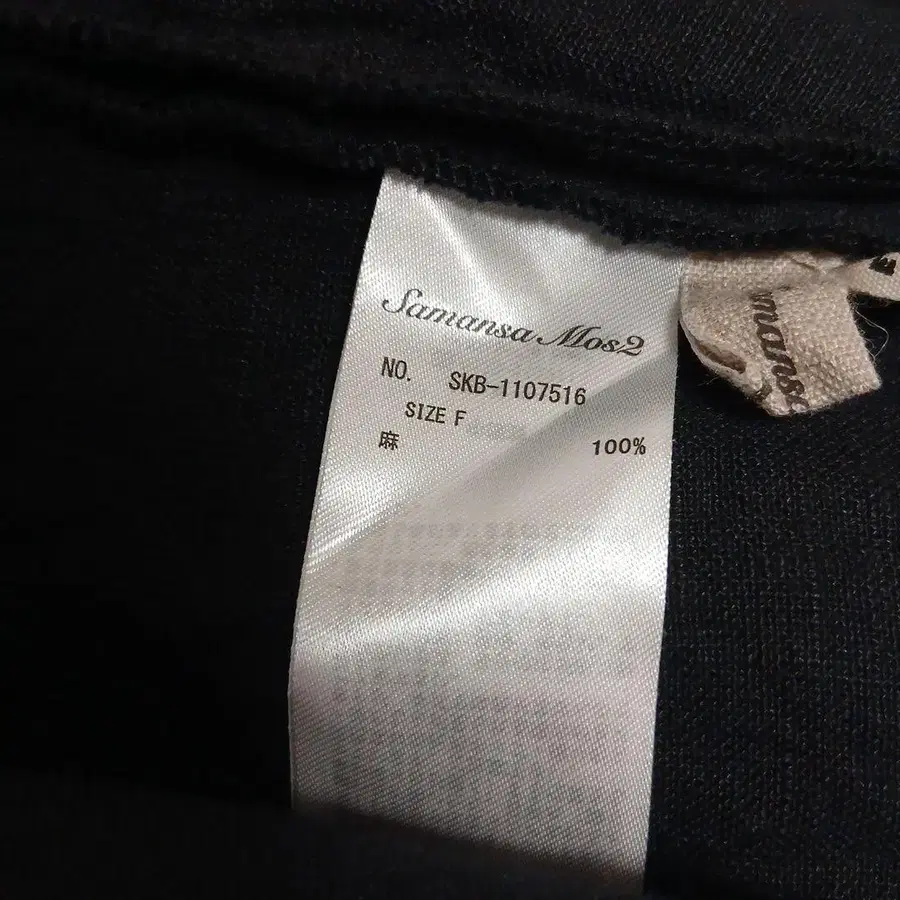 Samansa Mos2
NO. SKB-1107516
SIZE F
麻 100%